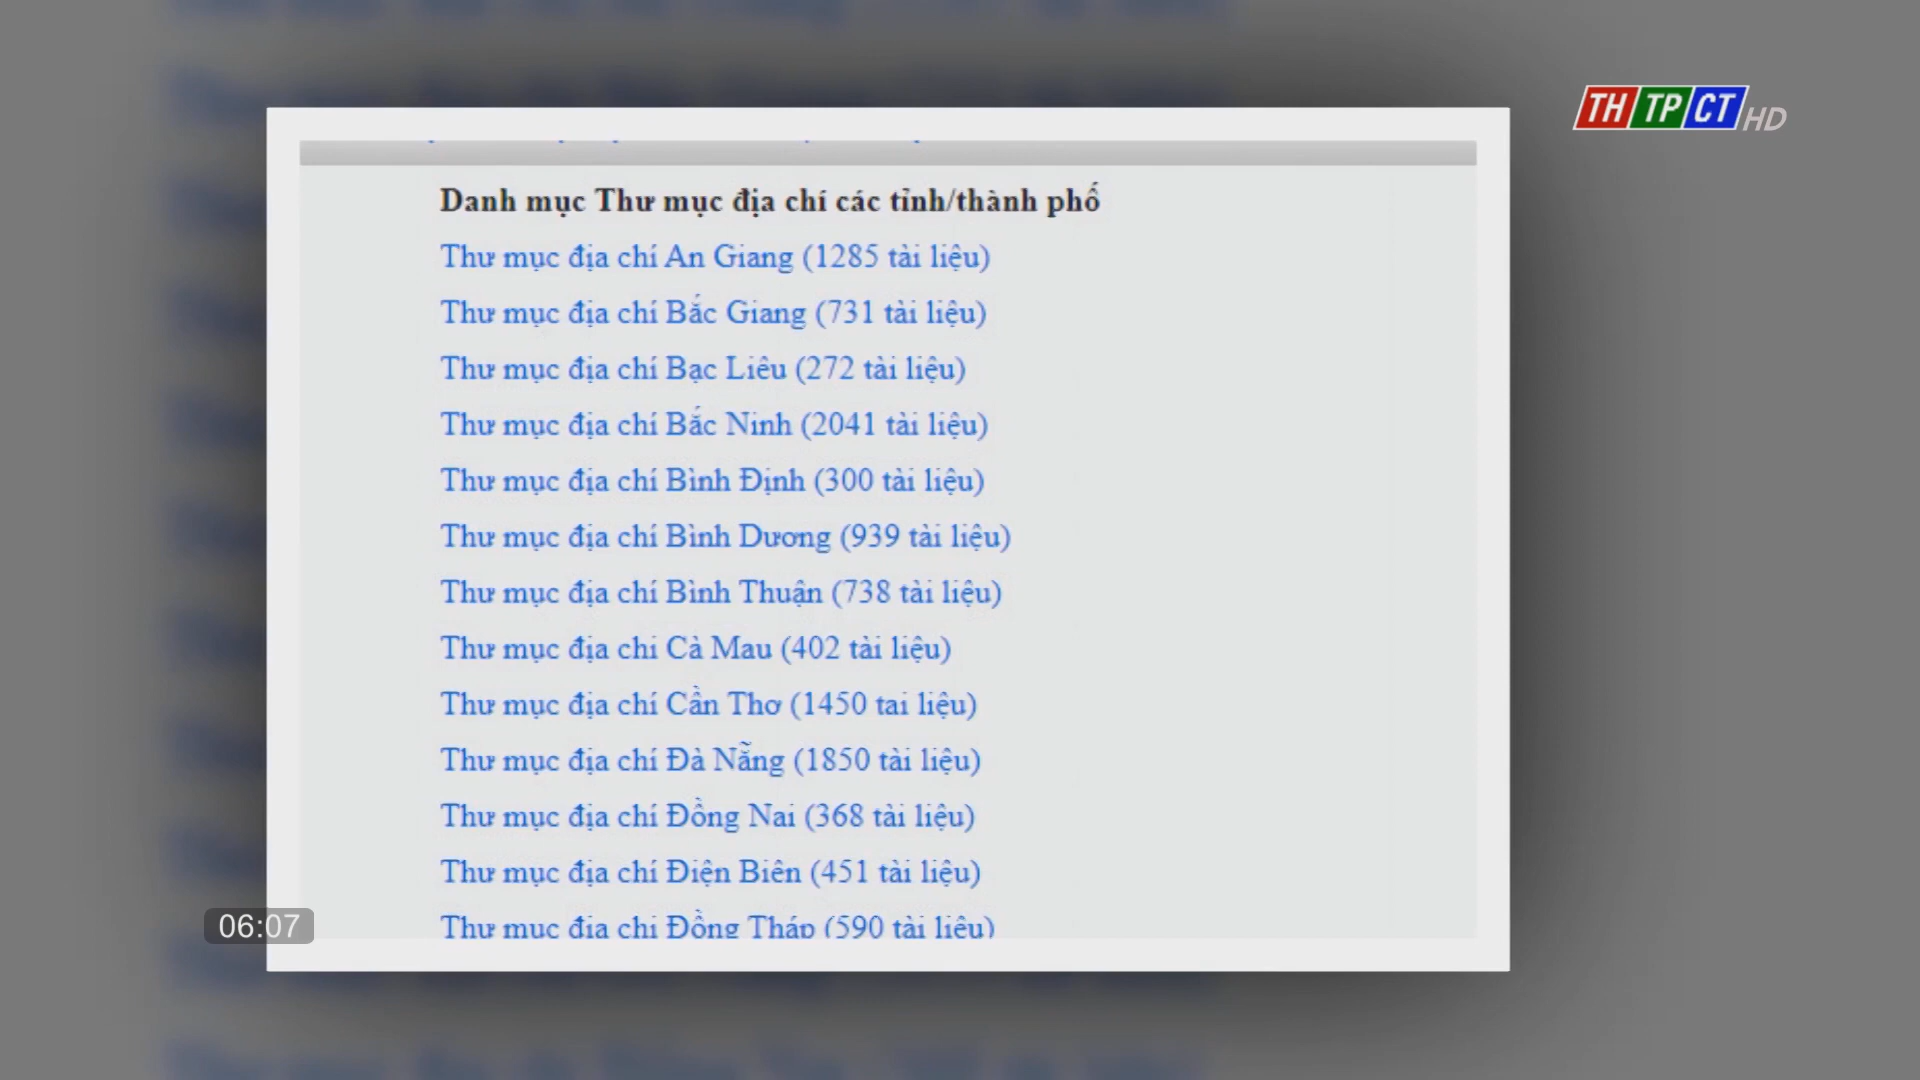 TH TP CT HD
Danh mục Thư mục địa chí các tỉnh/thành phố
Thư mục địa chí An Giang (1285 tài liệu)
Thư mục địa chí Bắc Giang (731 tài liệu)
Thư mục địa chí Bạc Liêu (272 tài liệu)
Thư mục địa chí Bắc Ninh (2041 tài liệu)
Thư mục địa chí Bình Định (300 tài liệu)
Thư mục địa chí Bình Dương (939 tài liệu)
Thư mục địa chí Bình Thuận (738 tài liệu)
Thư mục địa chí Cà Mau (402 tài liệu)
Thư mục địa chí Cần Thơ (1450 tai liệu)
Thư mục địa chí Đà Nẵng (1850 tài liệu)
Thư mục địa chí Đồng Nai (368 tài liệu)
Thư mục địa chí Điện Biên (451 tài liệu)
Thư mục địa chí Đồng Tháp (590 tài liệu)
06:07